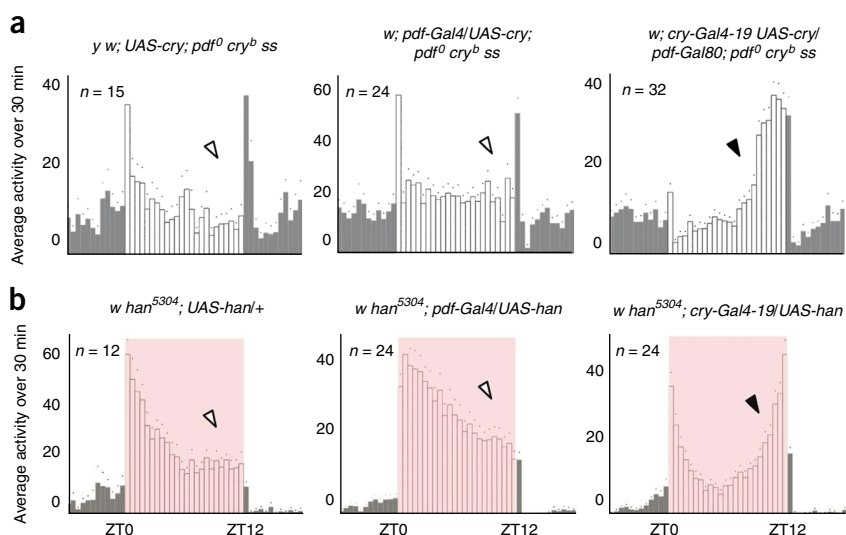 a
y w; UAS-cry; pdf⁰ cryᵇ ss
w; pdf-Gal4/UAS-cry;
pdf⁰ cryᵇ ss
w; cry-Gal4-19 UAS-cry/
pdf-Gal80; pdf⁰ cryᵇ ss
Average activity over 30 min
40
20
0
n = 15
60
40
20
0
n = 24
40
20
0
n = 32
b
w han⁵³⁰⁴; UAS-han/+
w han⁵³⁰⁴; pdf-Gal4/UAS-han
w han⁵³⁰⁴; cry-Gal4-19/UAS-han
Average activity over 30 min
60
40
20
0
n = 12
40
20
0
n = 24
40
20
0
n = 24
ZT0
ZT12
ZT0
ZT12
ZT0
ZT12